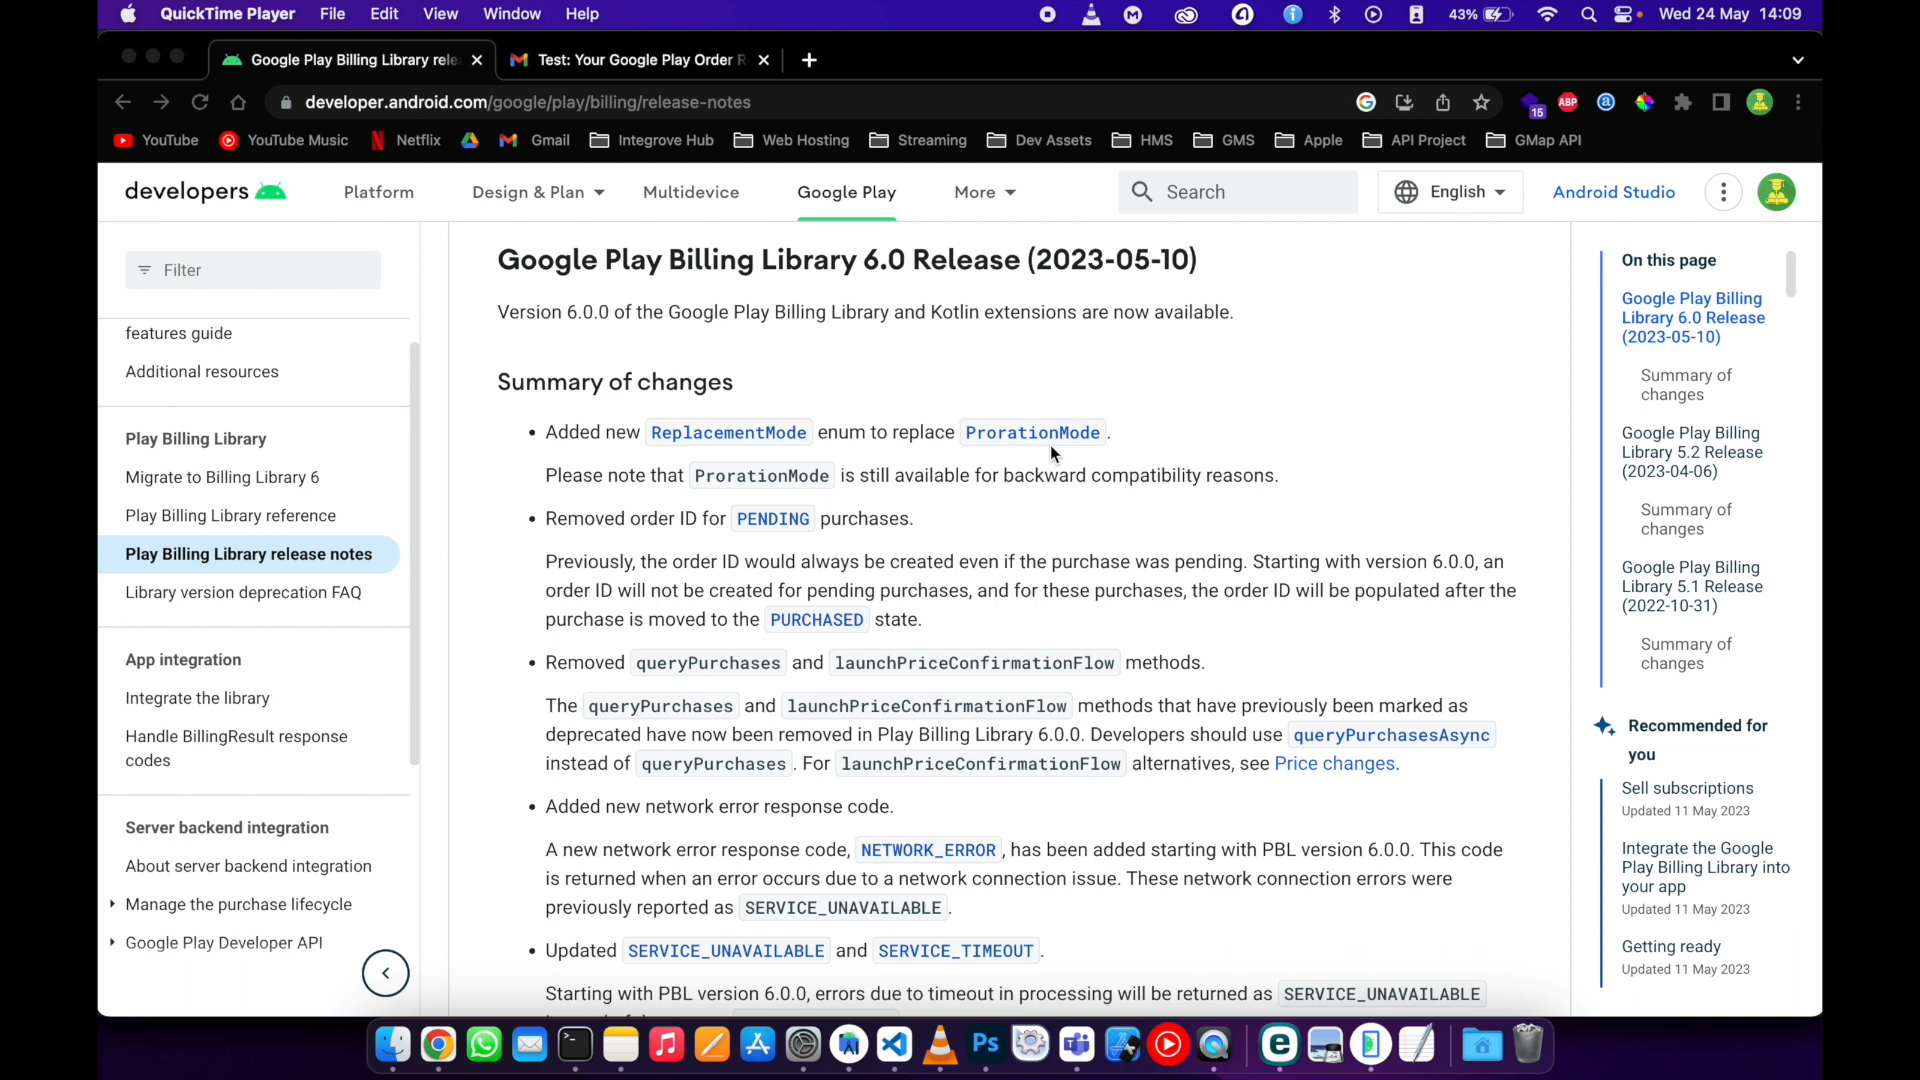 QuickTime Player File Edit View Window Help 43% Wed 24 May 14:09
Google Play Billing Library rele Test: Your Google Play Order R
developer.android.com/google/play/billing/release-notes 15 ABP
YouTube YouTube Music Netflix Gmail Integrove Hub Web Hosting Streaming Dev Assets HMS GMS Apple API Project GMap API
developers Platform Design & Plan Multidevice Google Play More Search English Android Studio
Filter
features guide
Additional resources
Play Billing Library
Migrate to Billing Library 6
Play Billing Library reference
Play Billing Library release notes
Library version deprecation FAQ
App integration
Integrate the library
Handle BillingResult response
codes
Server backend integration
About server backend integration
Manage the purchase lifecycle
Google Play Developer API
Google Play Billing Library 6.0 Release (2023-05-10)
Version 6.0.0 of the Google Play Billing Library and Kotlin extensions are now available.
Summary of changes
• Added new ReplacementMode enum to replace ProrationMode.
Please note that ProrationMode is still available for backward compatibility reasons.
• Removed order ID for PENDING purchases.
Previously, the order ID would always be created even if the purchase was pending. Starting with version 6.0.0, an
order ID will not be created for pending purchases, and for these purchases, the order ID will be populated after the
purchase is moved to the PURCHASED state.
• Removed queryPurchases and launchPriceConfirmationFlow methods.
The queryPurchases and launchPriceConfirmationFlow methods that have previously been marked as
deprecated have now been removed in Play Billing Library 6.0.0. Developers should use queryPurchasesAsync
instead of queryPurchases. For launchPriceConfirmationFlow alternatives, see Price changes.
• Added new network error response code.
A new network error response code, NETWORK_ERROR, has been added starting with PBL version 6.0.0. This code
is returned when an error occurs due to a network connection issue. These network connection errors were
previously reported as SERVICE_UNAVAILABLE.
• Updated SERVICE_UNAVAILABLE and SERVICE_TIMEOUT.
Starting with PBL version 6.0.0, errors due to timeout in processing will be returned as SERVICE_UNAVAILABLE
On this page
Google Play Billing
Library 6.0 Release
(2023-05-10)
Summary of
changes
Google Play Billing
Library 5.2 Release
(2023-04-06)
Summary of
changes
Google Play Billing
Library 5.1 Release
(2022-10-31)
Summary of
changes
Recommended for
you
Sell subscriptions
Updated 11 May 2023
Integrate the Google
Play Billing Library into
your app
Updated 11 May 2023
Getting ready
Updated 11 May 2023
Ps